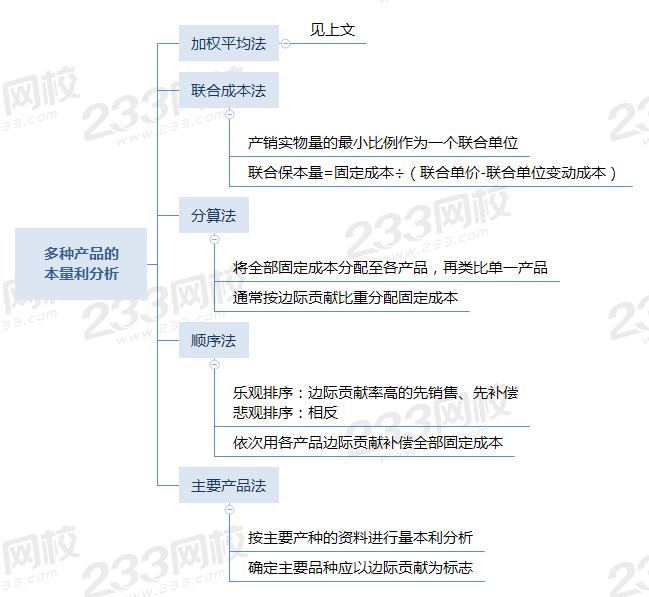 加权平均法
见上文
联合成本法
产销实物量的最小比例作为一个联合单位
联合保本量=固定成本÷（联合单价-联合单位变动成本）
分算法
多种产品的
本量利分析
将全部固定成本分配至各产品，再类比单一产品
通常按边际贡献比重分配固定成本
顺序法
乐观排序：边际贡献率高的先销售、先补偿
悲观排序：相反
依次用各产品边际贡献补偿全部固定成本
主要产品法
按主要产种的资料进行量本利分析
确定主要品种应以边际贡献为标志
233网校
www.233.com